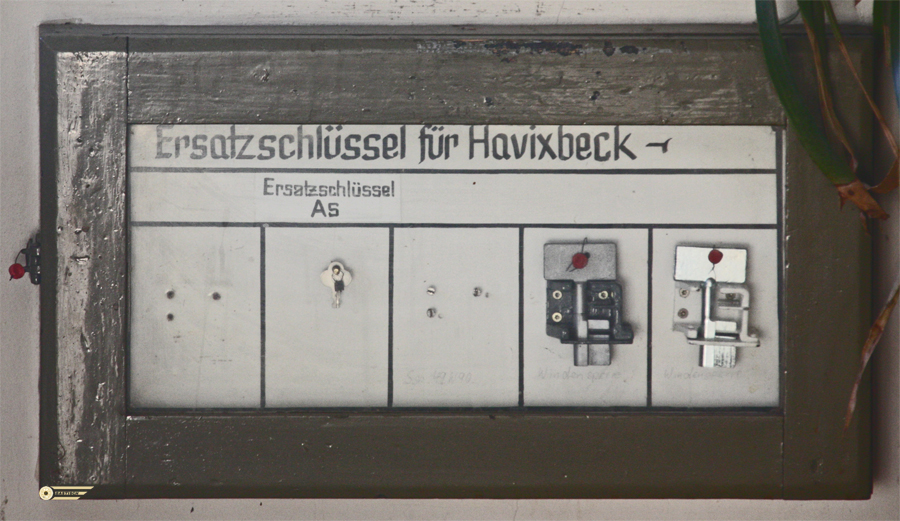 Ersatzschlüssel für Havixbeck
Ersatzschlüssel
As